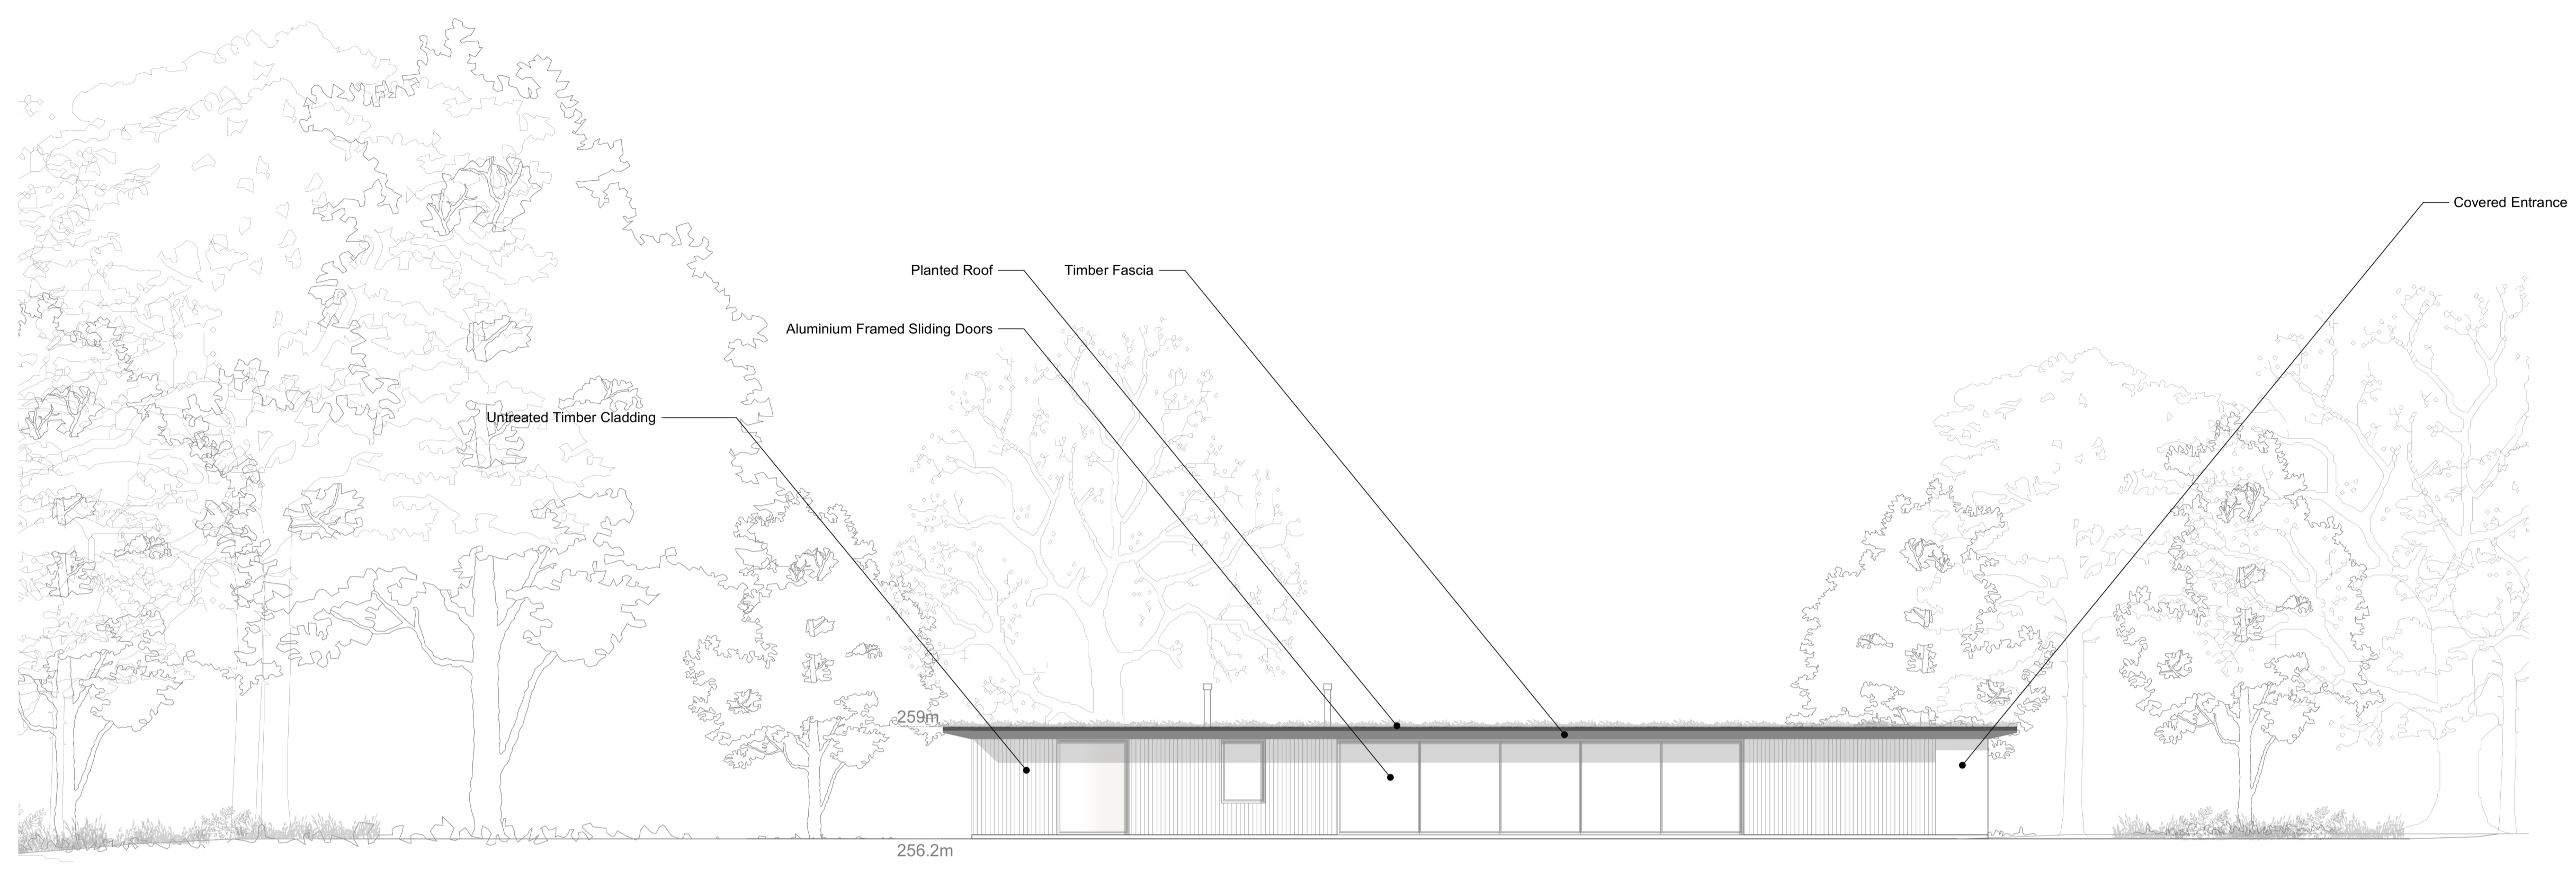 Covered Entrance
Planted Roof
Timber Fascia
Aluminium Framed Sliding Doors
Untreated Timber Cladding
259m
256.2m